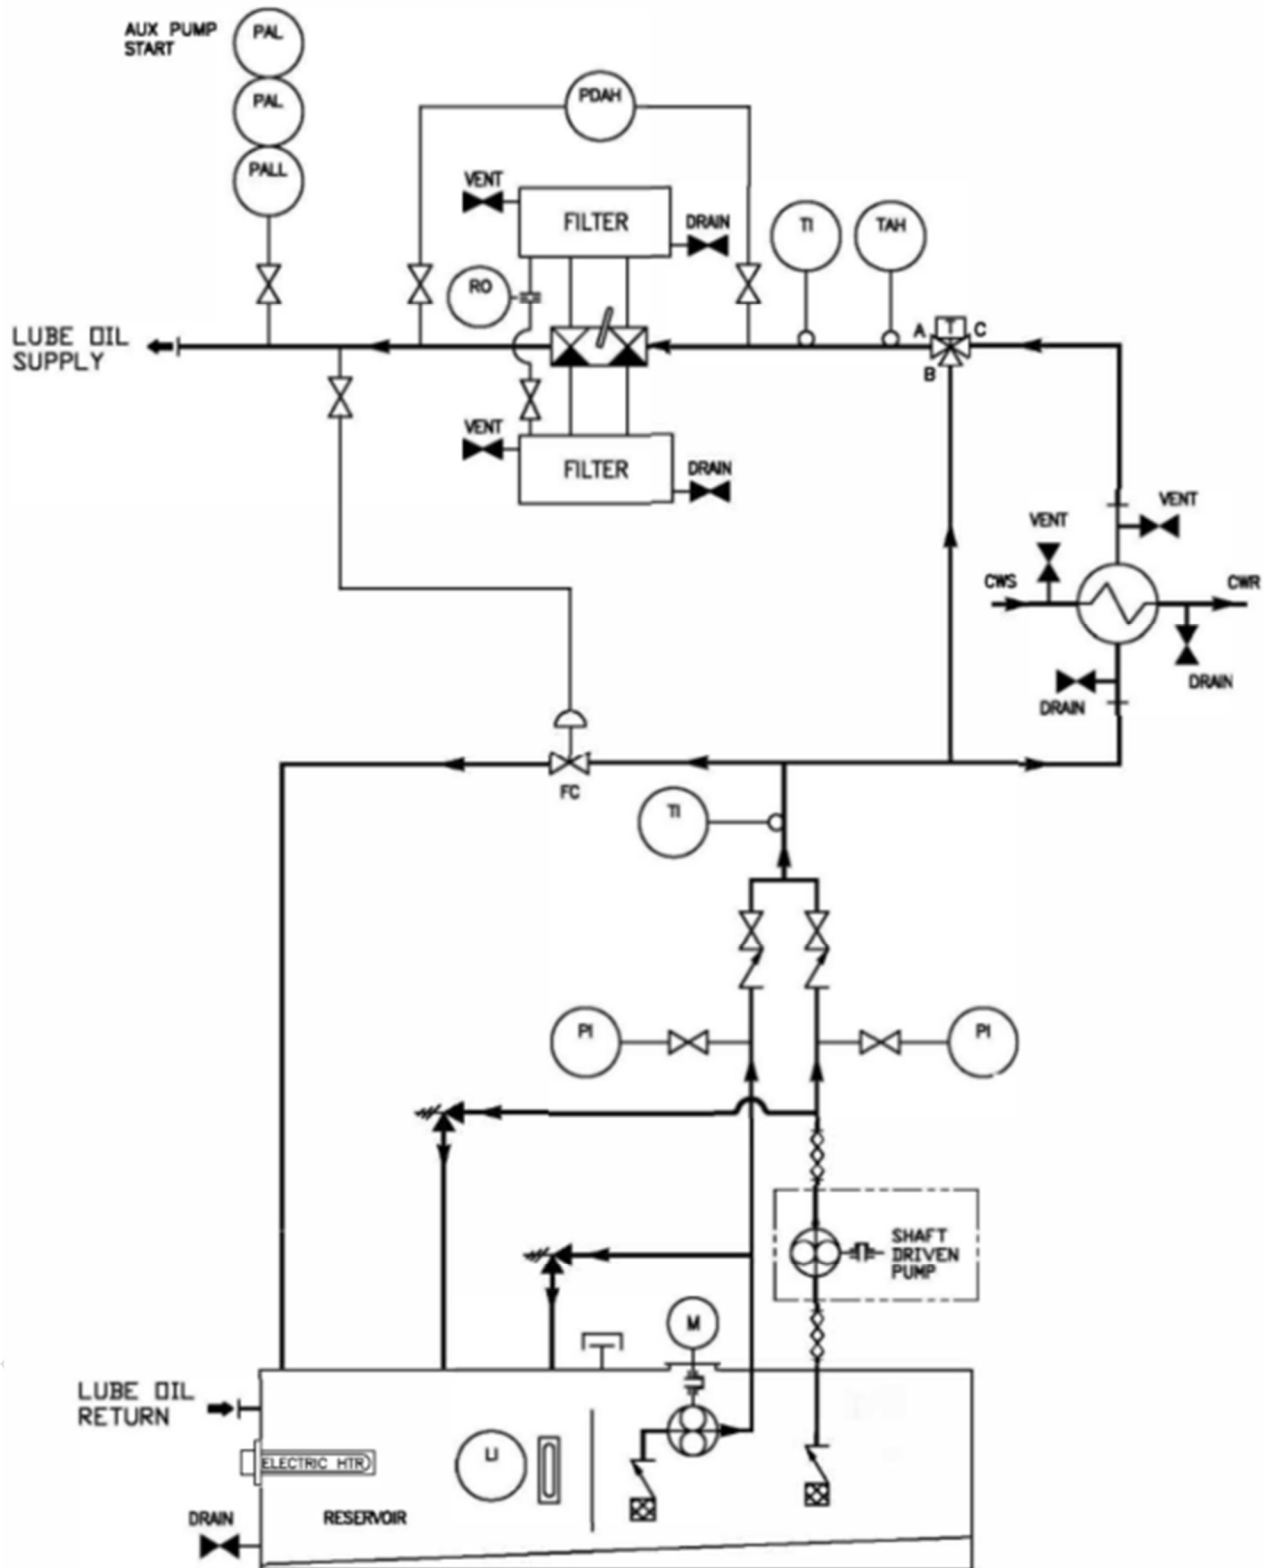 AUX PUMP
START
PAL
PAL
PALL
PDAH
VENT
FILTER
DRAIN
TI
TAH
RO
LUBE OIL
SUPPLY
A
T
C
B
VENT
FILTER
DRAIN
VENT
VENT
CWS
CWR
DRAIN
DRAIN
FC
TI
PI
PI
SHAFT
DRIVEN
PUMP
M
LUBE OIL
RETURN
ELECTRIC HTR
LI
RESERVOIR
DRAIN